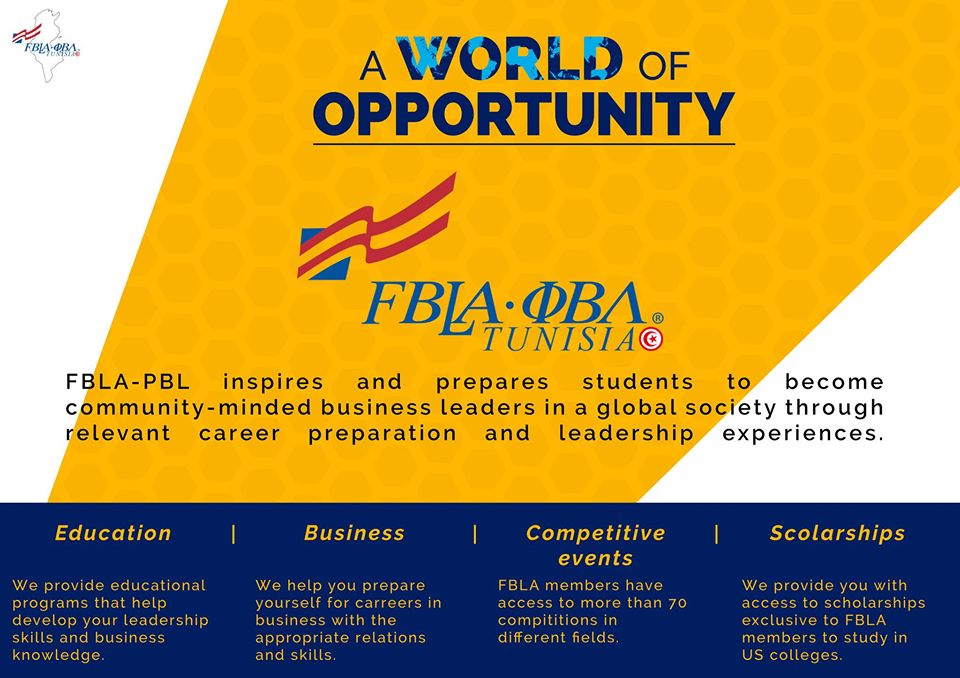 FBLA·ΦBΛ
TUNISIA
A WORLD OF
OPPORTUNITY
FBLA·ΦBΛ®
TUNISIA
FBLA-PBL inspires and prepares students to become
community-minded business leaders in a global society through
relevant career preparation and leadership experiences.
Education | Business | Competitive events | Scolarships
We provide educational
programs that help
develop your leadership
skills and business
knowledge.
We help you prepare
yourself for carreers in
business with the
appropriate relations
and skills.
FBLA members have
access to more than 70
compititions in
different fields.
We provide you with
access to scholarships
exclusive to FBLA
members to study in
US colleges.